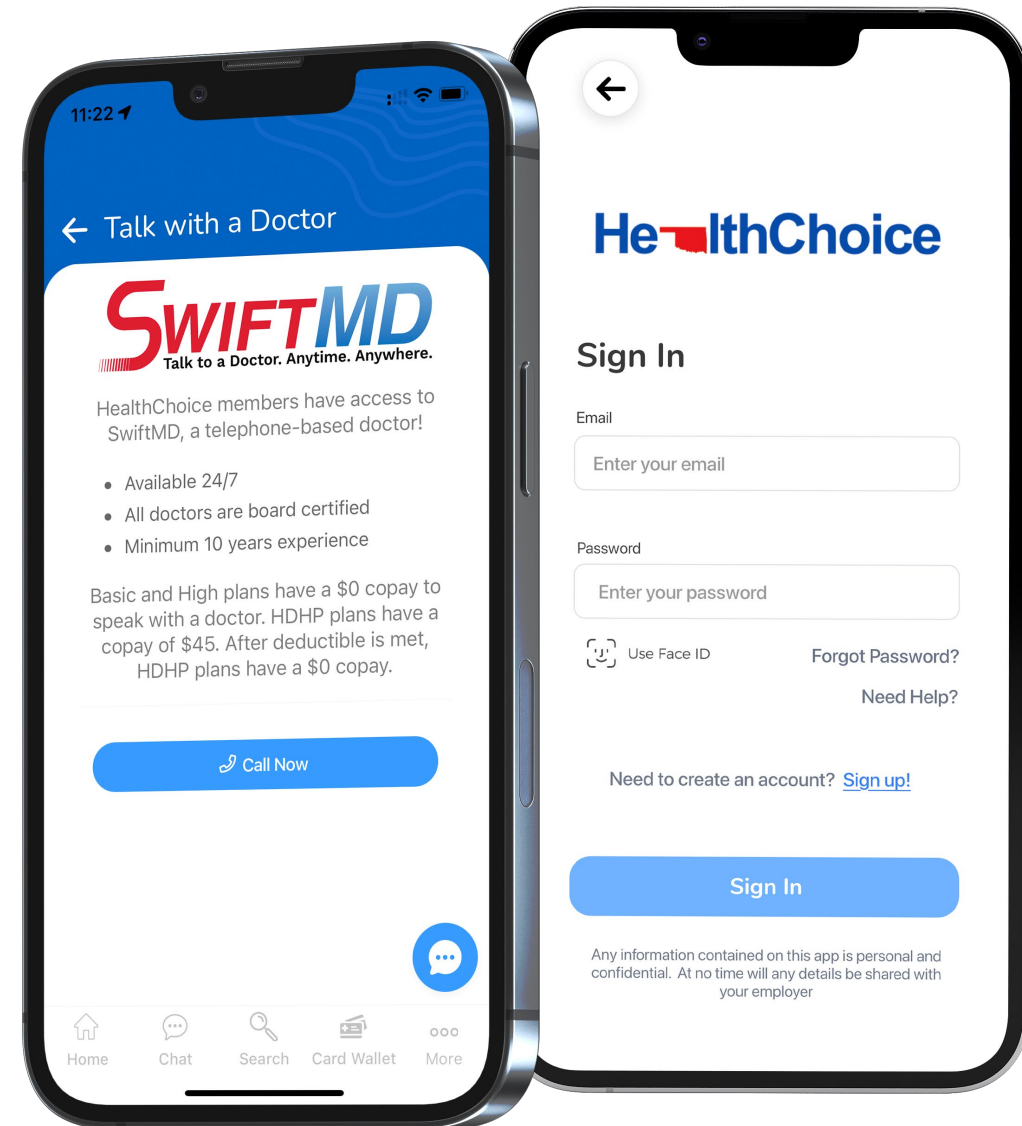 11:22
Talk with a Doctor
SWIFTMD
Talk to a Doctor. Anytime. Anywhere.
HealthChoice members have access to
SwiftMD, a telephone-based doctor!
• Available 24/7
• All doctors are board certified
• Minimum 10 years experience
Basic and High plans have a $0 copay to
speak with a doctor. HDHP plans have a
copay of $45. After deductible is met,
HDHP plans have a $0 copay.
Call Now
Home Chat Search Card Wallet More
HealthChoice
Sign In
Email
Enter your email
Password
Enter your password
Use Face ID Forgot Password?
Need Help?
Need to create an account? Sign up!
Sign In
Any information contained on this app is personal and
confidential. At no time will any details be shared with
your employer